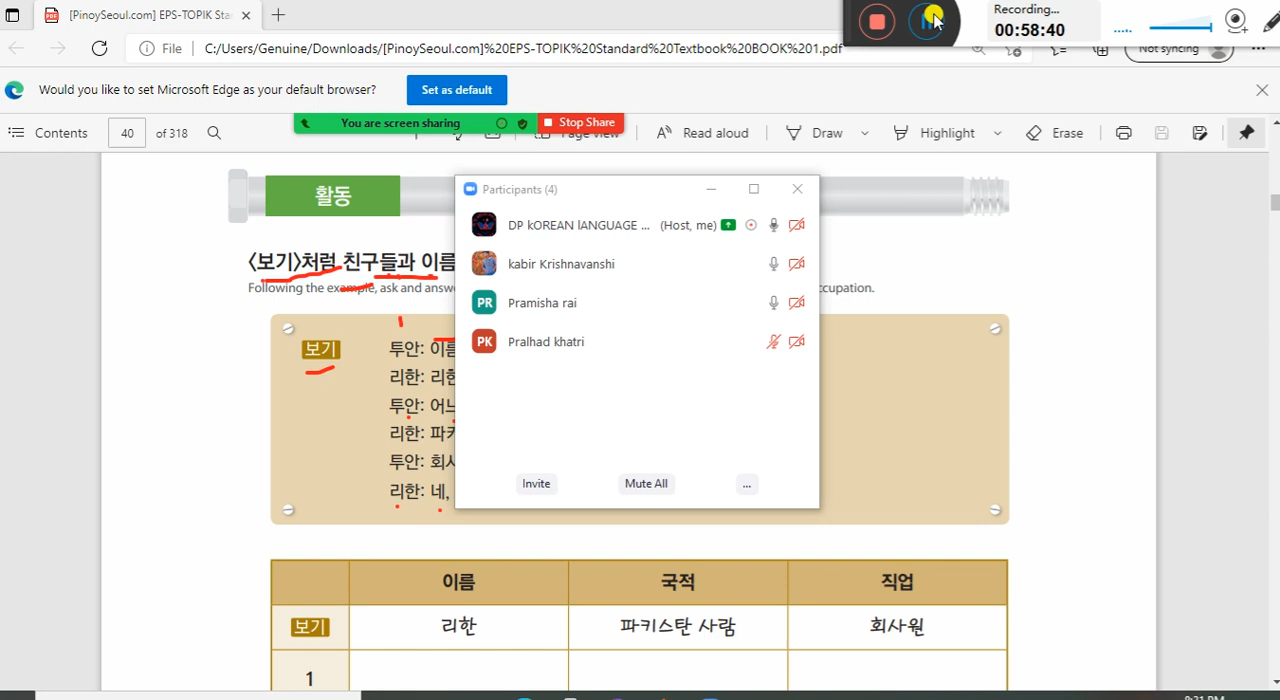 [PinoySeoul.com] EPS-TOPIK Sta
Recording...
00:58:40
File
C:/Users/Genuine/Downloads/[PinoySeoul.com]%20EPS-TOPIK%20Standard%20Textbook%20BOOK%201.pdf
Not syncing
Would you like to set Microsoft Edge as your default browser?
Set as default
Contents
40
of 318
You are screen sharing
Stop Share
Page view
Read aloud
Draw
Highlight
Erase
활동
Participants (4)
DP kOREAN lANGUAGE ... (Host, me)
kabir Krishnavanshi
PR Pramisha rai
PK Pralhad khatri
Invite
Mute All
...
<보기>처럼 친구들과 이름
Following the example, ask and answ
ccupation.
보기
투안: 이름
리한: 리한
투안: 어느
리한: 파키
투안: 회사
리한: 네,
이름 국적 직업
보기 리한 파키스탄 사람 회사원
1